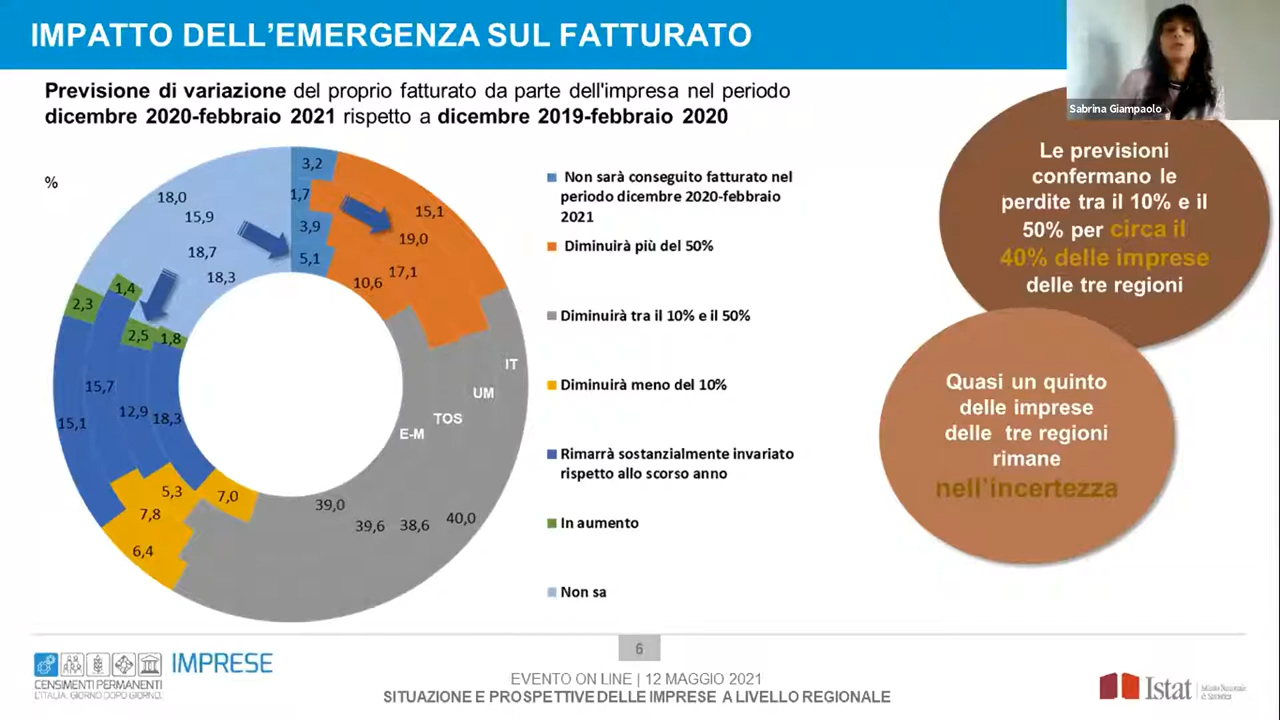 IMPATTO DELL'EMERGENZA SUL FATTURATO
Sabrina Giampaolo
Previsione di variazione del proprio fatturato da parte dell'impresa nel periodo
dicembre 2020-febbraio 2021 rispetto a dicembre 2019-febbraio 2020
%
3,2
1,7
3,9
5,1
15,1
19,0
17,1
10,6
18,0
15,9
18,7
18,3
2,3
1,4
2,5
1,8
15,7
15,1
12,9
18,3
IT
UM
TOS
E-M
5,3
7,8
6,4
7,0
39,0
39,6
38,6
40,0
Non sarà conseguito fatturato nel
periodo dicembre 2020-febbraio
2021
Diminuirà più del 50%
Diminuirà tra il 10% e il 50%
Diminuirà meno del 10%
Rimarrà sostanzialmente invariato
rispetto allo scorso anno
In aumento
Non sa
Le previsioni
confermano le
perdite tra il 10% e il
50% per circa il
40% delle imprese
delle tre regioni
Quasi un quinto
delle imprese
delle tre regioni
rimane
nell'incertezza
6
IMPRESE
CENSIMENTI PERMANENTI
L'ITALIA, GIORNO DOPO GIORNO.
EVENTO ON LINE | 12 MAGGIO 2021
SITUAZIONE E PROSPETTIVE DELLE IMPRESE A LIVELLO REGIONALE
Istat
Istituto Nazionale
di Statistica